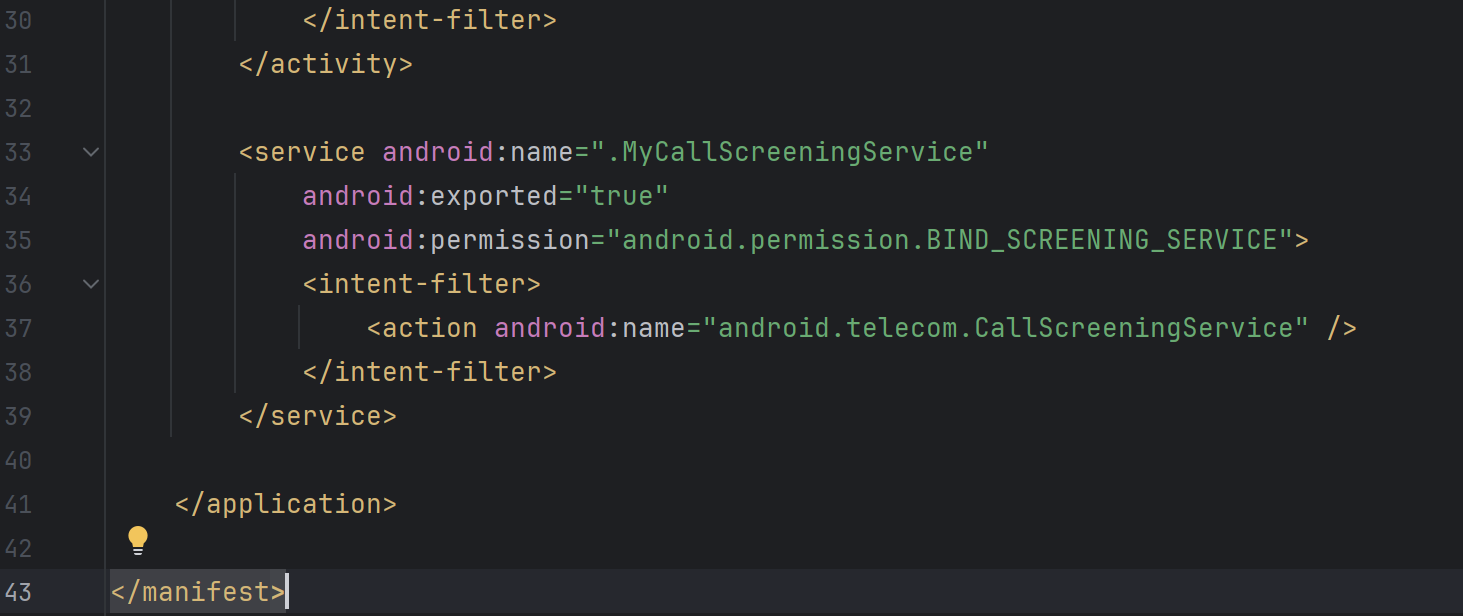 30 </intent-filter>
31 </activity>
32
33 <service android:name=".MyCallScreeningService"
34 android:exported="true"
35 android:permission="android.permission.BIND_SCREENING_SERVICE">
36 <intent-filter>
37 <action android:name="android.telecom.CallScreeningService" />
38 </intent-filter>
39 </service>
40
41 </application>
42
43 </manifest>